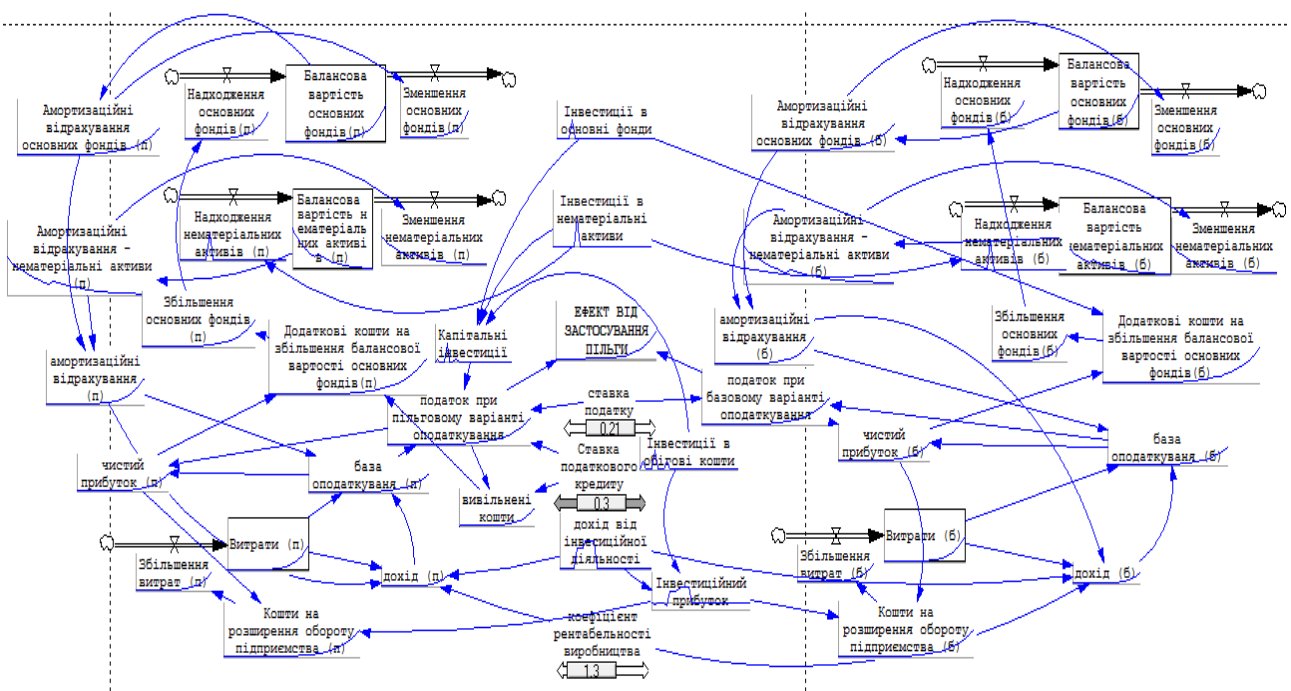 Амортизаційні
відрахування
основних фондів (п)
Надходження
основних
фондів(п)
Балансова
вартість
основних
фондів(п)
Зменшення
основних
фондів(п)
Інвестиції в
основні фонди
Амортизаційні
відрахування
основних фондів (б)
Надходження
основних
фондів(б)
Балансова
вартість
основних
фондів(б)
Зменшення
основних
фондів(б)
Амортизаційні
відрахування –
нематеріальні активи
(п)
Надходження
нематеріальних
активів (п)
Балансова
вартість н
ематеріаль
них активі
в (п)
Зменшення
нематеріальних
активів (п)
Інвестиції в
нематеріальні
активи
Амортизаційні
відрахування –
нематеріальні активи
(б)
Надходження
нематеріальних
активів (б)
Балансова
вартість
нематеріальних
активів (б)
Зменшення
нематеріальних
активів (б)
Збільшення
основних фондів
(п)
Додаткові кошти на
збільшення балансової
вартості основних
фондів(п)
Капітальні
інвестиції
ЕФЕКТ ВІД
ЗАСТОСУВАННЯ
ПІЛЬГИ
амортизаційні
відрахування
(б)
Збільшення
основних
фондів(б)
Додаткові кошти на
збільшення балансової
вартості основних
фондів(б)
амортизаційні
відрахування
(п)
податок при
пільговому варіанті
оподаткування
ставка
податку
0.21
податок при
базовому варіанті
оподаткування
чистий
прибуток (п)
база
оподаткуваня (п)
вивільнені
кошти
Ставка
податкового
кредиту
0.3
Інвестиції в
обігові кошти
чистий
прибуток (б)
база
оподаткуваня (б)
Збільшення
витрат (п)
Витрати (п)
дохід (п)
дохід від
інвесиційної
діяльності
Інвестиційний
прибуток
Збільшення
витрат (б)
Витрати (б)
дохід (б)
Кошти на
розширення обороту
підприємства (п)
коефіцієнт
рентабельності
виробництва
1.3
Кошти на
розширення обороту
підприємства (б)